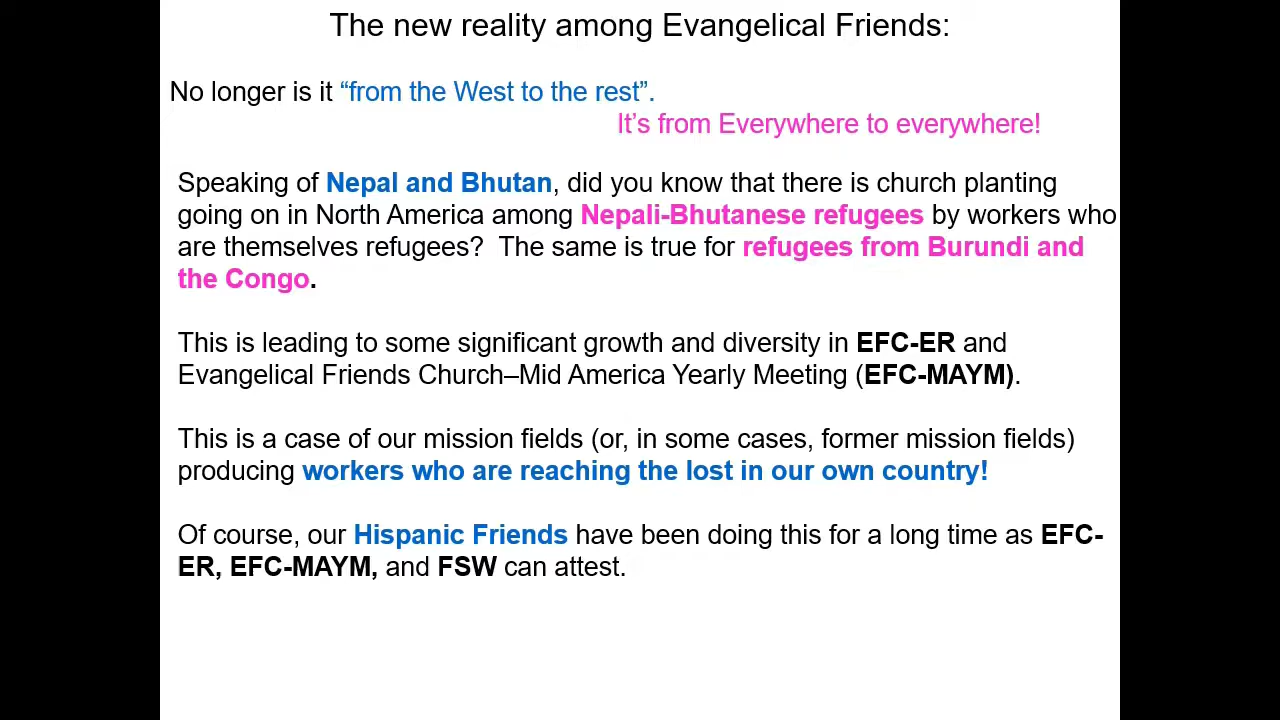 The new reality among Evangelical Friends:
No longer is it “from the West to the rest”.
It’s from Everywhere to everywhere!
Speaking of Nepal and Bhutan, did you know that there is church planting
going on in North America among Nepali-Bhutanese refugees by workers who
are themselves refugees?  The same is true for refugees from Burundi and
the Congo.
This is leading to some significant growth and diversity in EFC-ER and
Evangelical Friends Church–Mid America Yearly Meeting (EFC-MAYM).
This is a case of our mission fields (or, in some cases, former mission fields)
producing workers who are reaching the lost in our own country!
Of course, our Hispanic Friends have been doing this for a long time as EFC-
ER, EFC-MAYM, and FSW can attest.